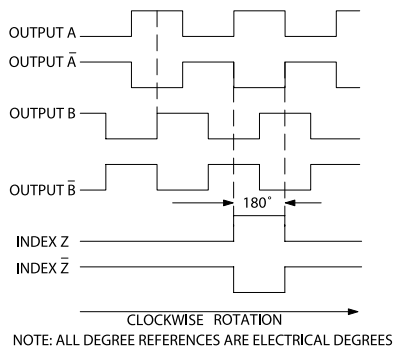 OUTPUT A
OUTPUT A̅
OUTPUT B
OUTPUT B̅
180°
INDEX Z
INDEX Z̅
CLOCKWISE ROTATION
NOTE: ALL DEGREE REFERENCES ARE ELECTRICAL DEGREES